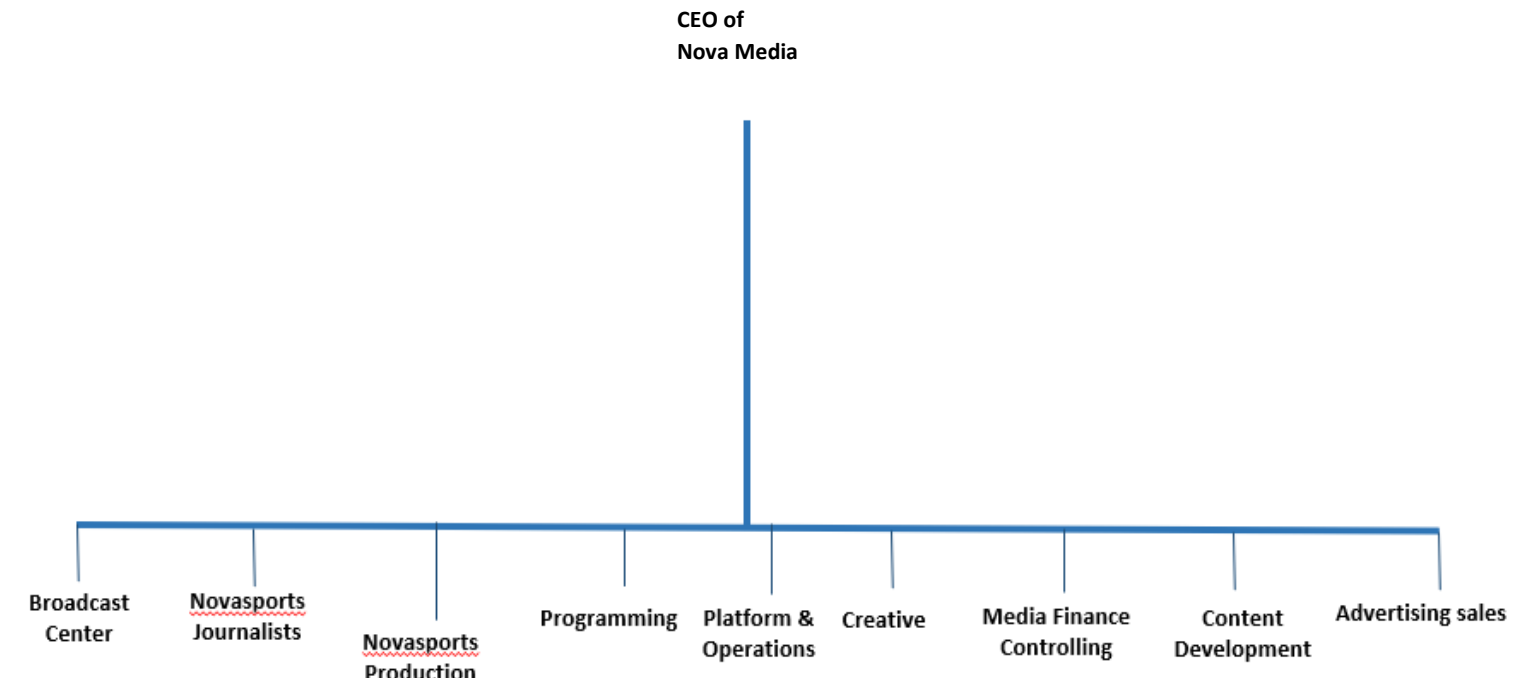 CEO of
Nova Media
Broadcast
Center
Novasports
Journalists
Novasports
Production
Programming
Platform &
Operations
Creative
Media Finance
Controlling
Content
Development
Advertising sales